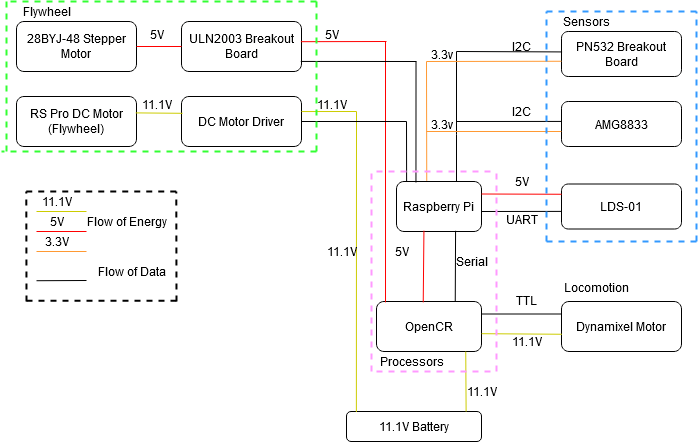 Flywheel
Sensors
28BYJ-48 Stepper
Motor
5V
ULN2003 Breakout
Board
5V
I2C
3.3v
PN532 Breakout
Board
RS Pro DC Motor
(Flywheel)
11.1V
DC Motor Driver
11.1V
I2C
3.3v
AMG8833
Raspberry Pi
5V
UART
LDS-01
11.1V
5V
3.3V
Flow of Energy
Flow of Data
11.1V
5V
Serial
Locomotion
OpenCR
TTL
11.1V
Dynamixel Motor
Processors
11.1V
11.1V Battery